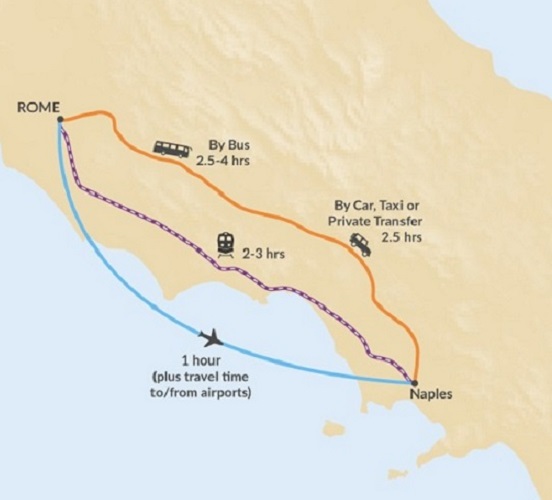 ROME
By Bus
2.5-4 hrs
By Car, Taxi or
Private Transfer
2.5 hrs
2-3 hrs
1 hour
(plus travel time
to/from airports)
Naples